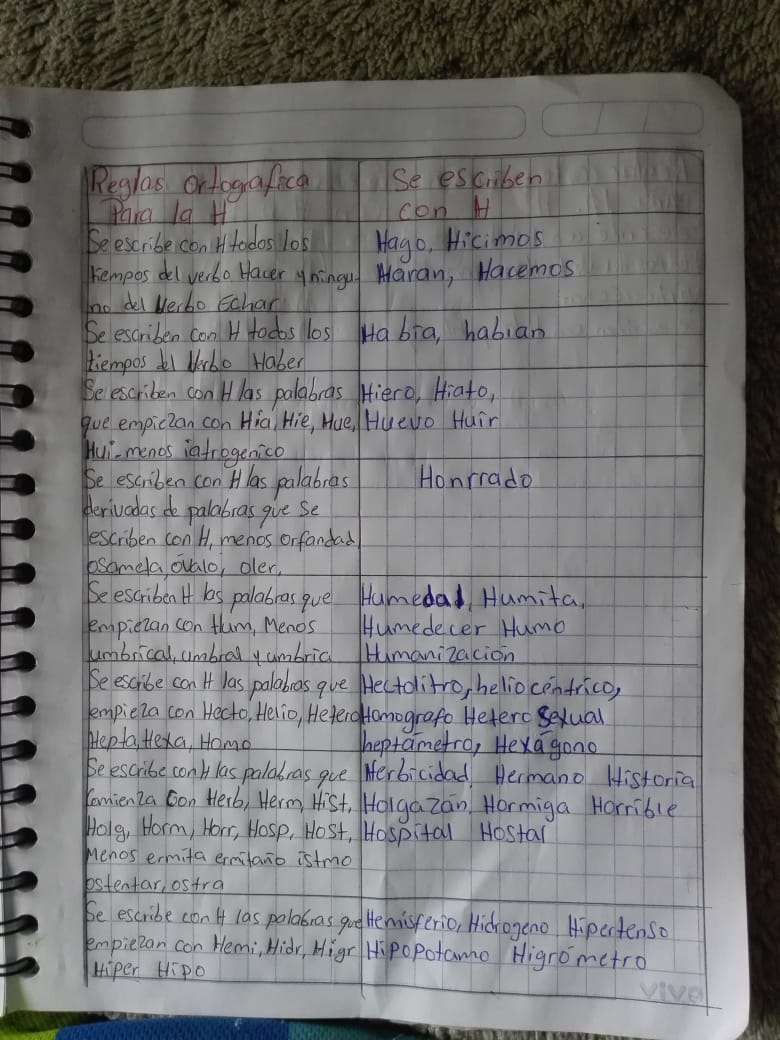 Reglas Ortografica
Para la H
Se escriben
con H
Se escribe con H todos los
tiempos del verbo Hacer y ningu-
no del Verbo Echar
Hago, Hicimos
Haran, Hacemos
Se escriben con H todos los
tiempos del Verbo Haber
Habia, habian
Se escriben con H las palabras
que empiezan con Hia, Hie, Hue,
Hui-menos iatrogenico
Hiero, Hiato,
Huevo Huir
Se escriben con H las palabras
derivadas de palabras que Se
escriben con H, menos orfandad
osamela, óvalo, oler,
Honrrado
Se escriben H las palabras que
empiezan con Hum, Menos
umbrical, umbral y umbria
Humedad, Humita,
Humedecer Humo
Humanización
Se escribe con H las palabras que
empieza con Hecto, Helio, Hetero
Hepta, Hexa, Homo
Hectolitro, helio céntrico,
Homografo Hetero Sexual
heptámetro, Hexágono
Se escribe con H las palabras que
Comienza Con Herb, Herm, Hist,
Holg, Horm, Horr, Hosp, Host,
Menos ermita ermitaño istmo
ostentar, ostra
Herbicidad, Hermano Historia
Holgazán, Hormiga Horrible
Hospital Hostal
Se escribe con H las palabras que
empiezan con Hemi, Hidr, Higr
Hiper Hipo
Hemisferio, Hidrogeno Hipertenso
Hipopotamo Higrómetro
vive